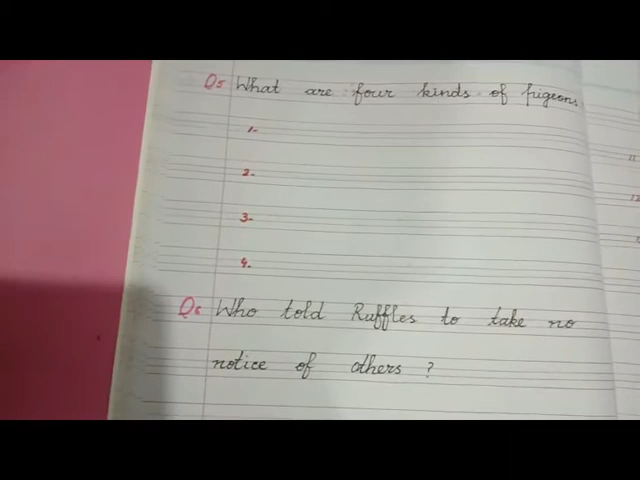 Q5 What are four kinds of pigeons
1-
2-
3-
4-
Q6 Who told Ruffles to take no
notice of others ?
11